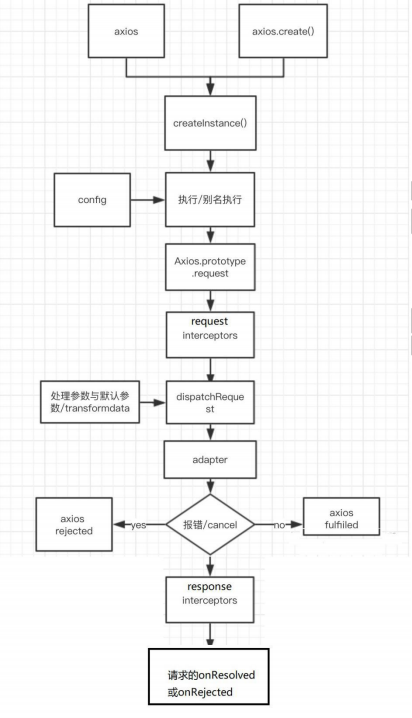 axios
axios.create()
createInstance()
config
执行/别名执行
Axios.prototype
.request
request
interceptors
处理参数与默认参
数/transformdata
dispatchReque
st
adapter
axios
rejected
yes
报错/cancel
no
axios
fulfiiled
response
interceptors
请求的onResolved
或onRejected